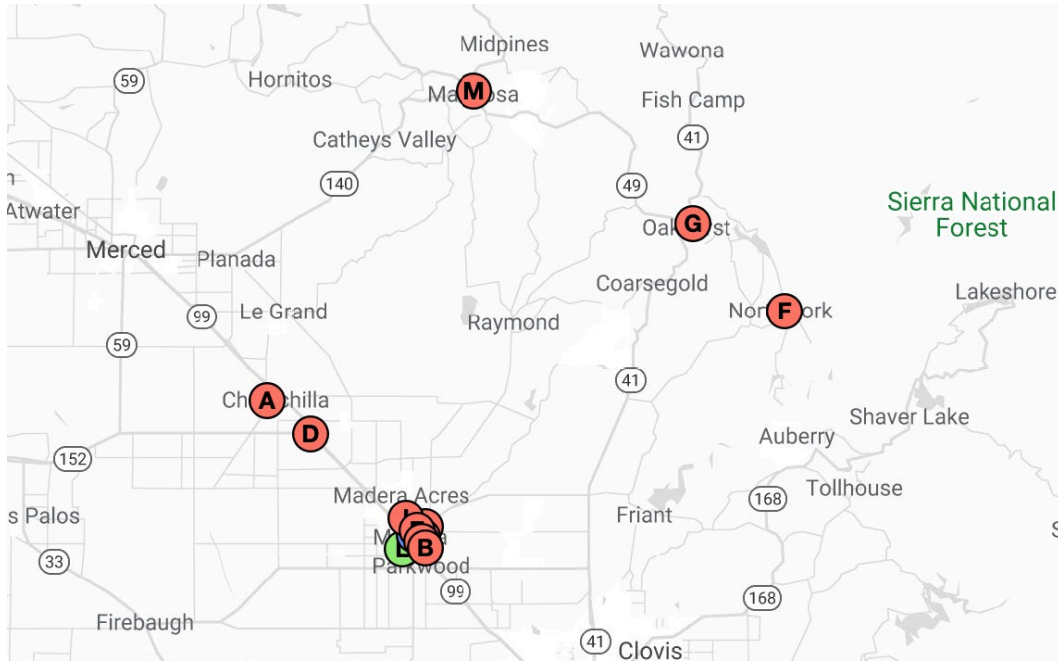 Midpines
Wawona
59
Hornitos
M
Fish Camp
41
Catheys Valley
140
49
Atwater
Sierra National
Forest
G
Merced
Planada
Coarsegold
Lakeshore
99
Le Grand
F
Raymond
59
41
A
Shaver Lake
D
Auberry
152
Madera Acres
Tollhouse
168
s Palos
Friant
B
Parkwood
33
99
168
Firebaugh
41
Clovis